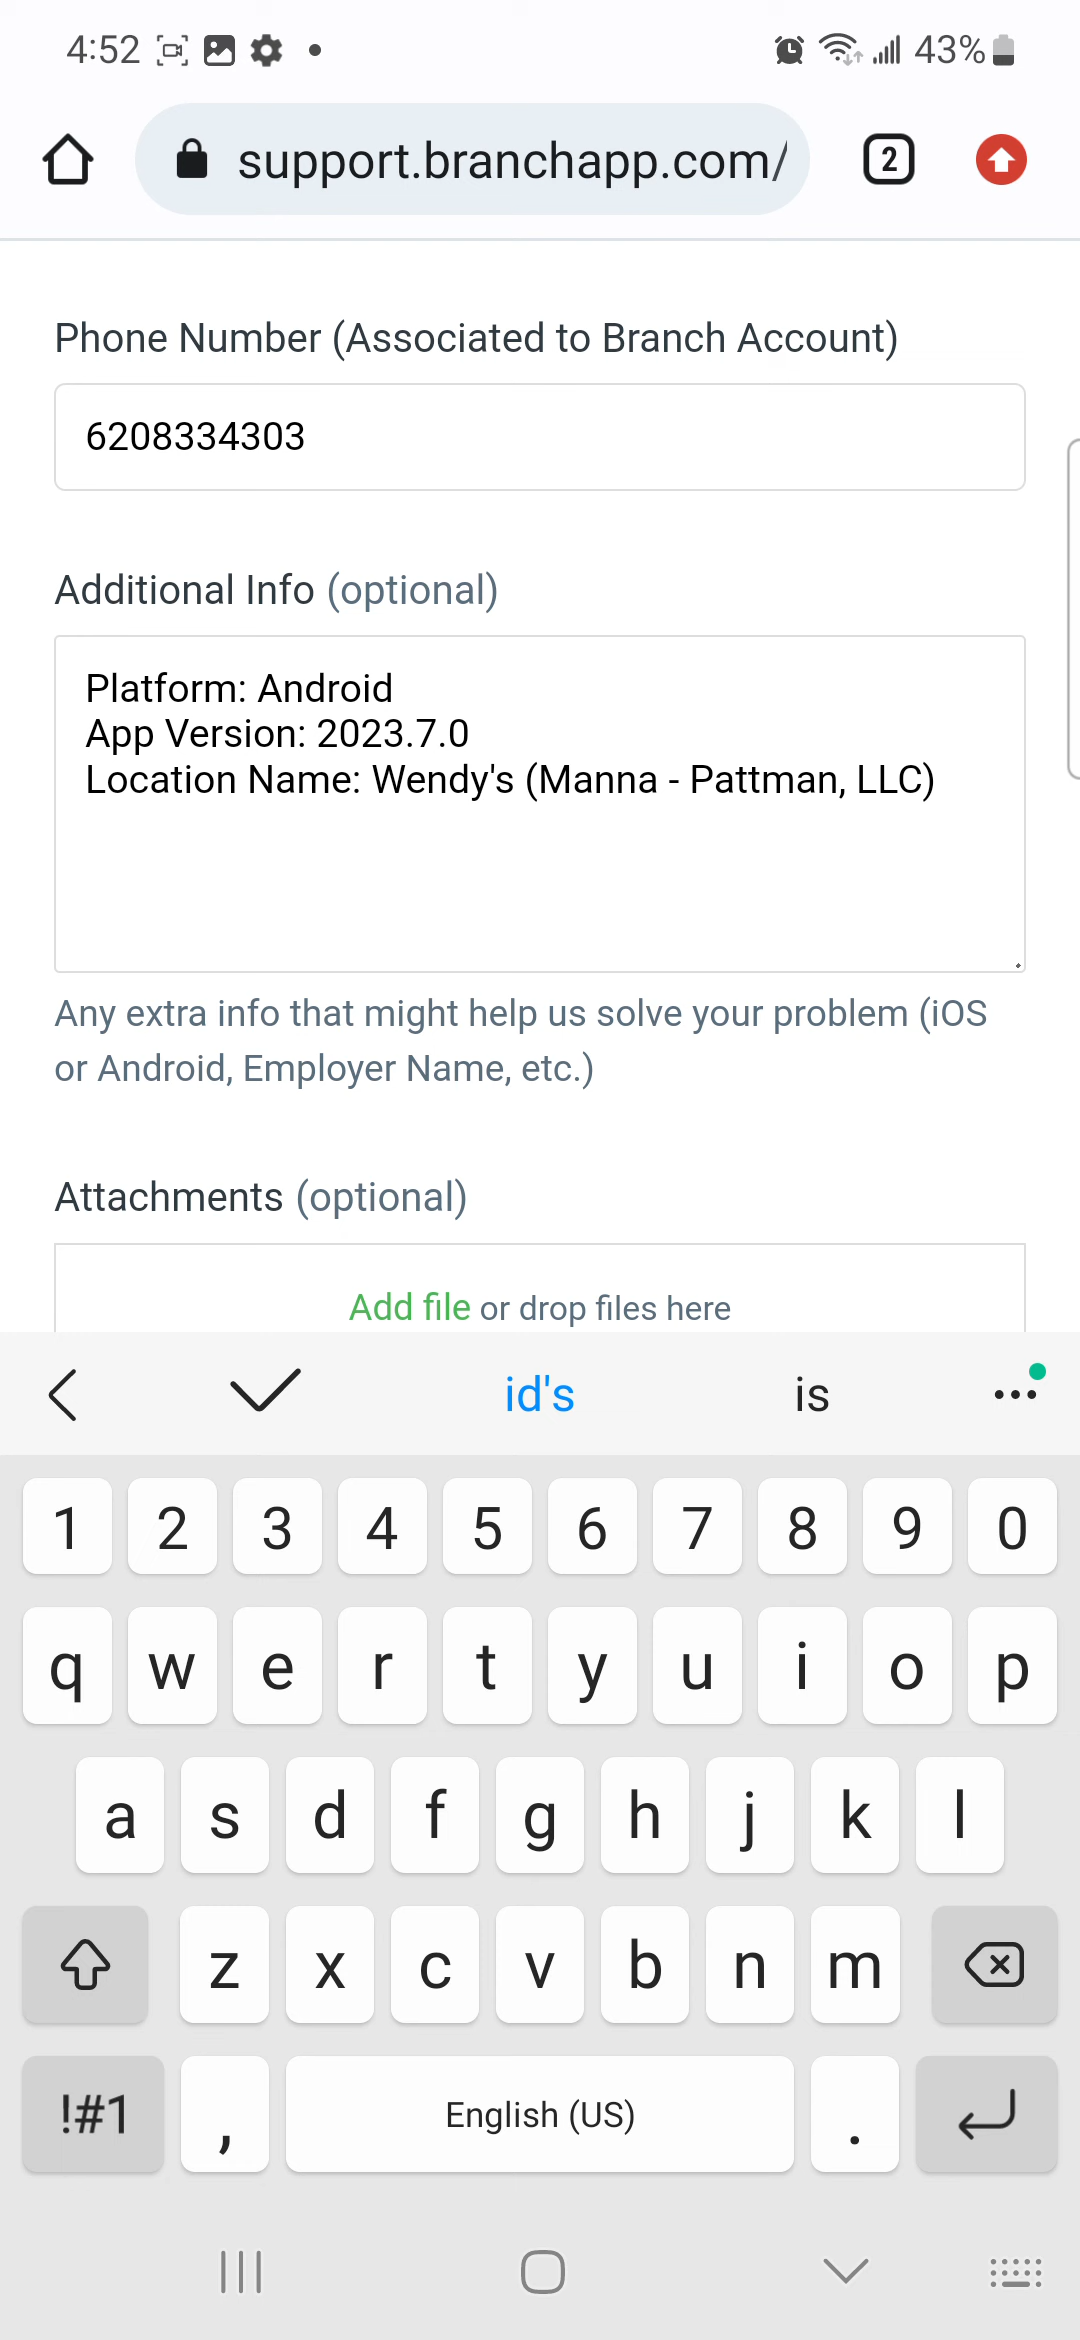 4:52
43%
support.branchapp.com/
2
Phone Number (Associated to Branch Account)
6208334303
Additional Info (optional)
Platform: Android
App Version: 2023.7.0
Location Name: Wendy's (Manna - Pattman, LLC)
Any extra info that might help us solve your problem (iOS
or Android, Employer Name, etc.)
Attachments (optional)
Add file or drop files here
id's
is
1 2 3 4 5 6 7 8 9 0
q w e r t y u i o p
a s d f g h j k l
z x c v b n m
!#1 , English (US) .